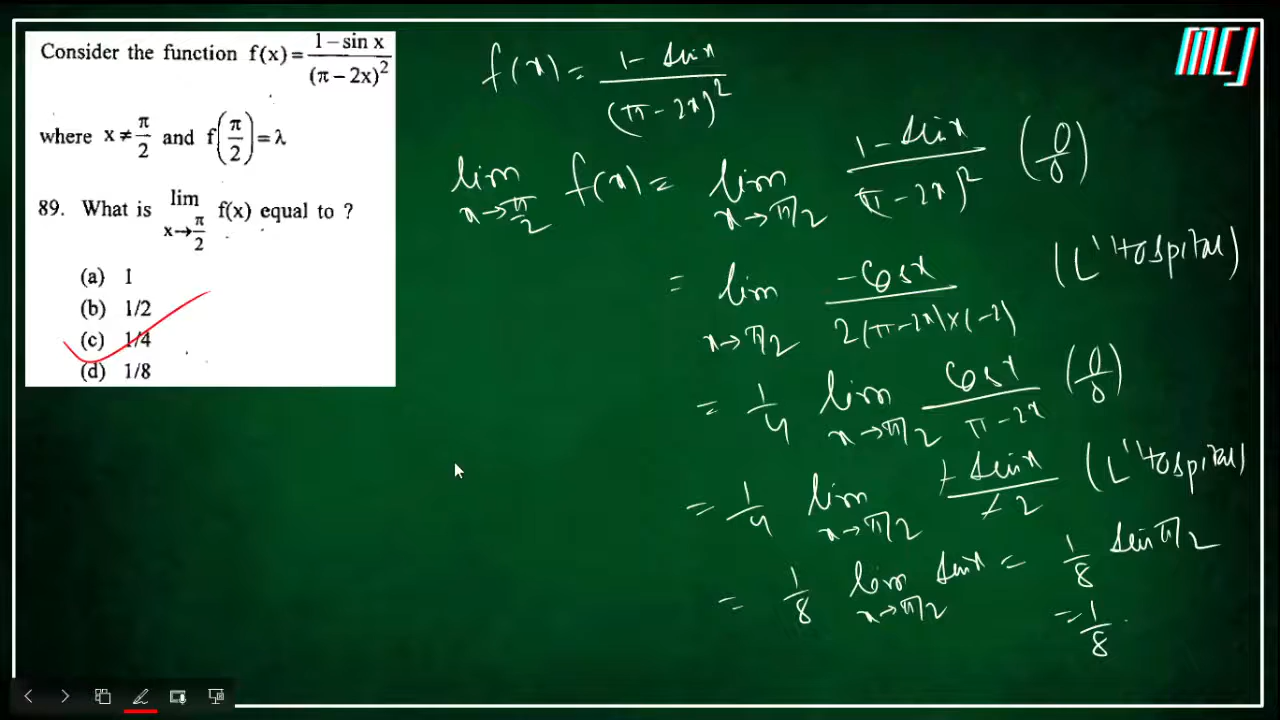 Consider the function f(x) = (1 − sin x)/(π − 2x)²
where x ≠ π/2 and f(π/2) = λ
89. What is lim x→π/2 f(x) equal to ?
(a) 1
(b) 1/2
(c) 1/4
(d) 1/8
MCJ
f(x) = (1 - sin x)/(π - 2x)²
lim x→π/2 f(x) = lim x→π/2 (1 - sin x)/(π - 2x)² (0/0)
= lim x→π/2 -Cos x/2(π-2x)×(-2) (L'Hospital)
= 1/4 lim x→π/2 Cos x/π-2x (0/0)
= 1/4 lim x→π/2 -sin x/-2 (L'Hospital)
= 1/8 lim x→π/2 sin x = 1/8 sin π/2
= 1/8.